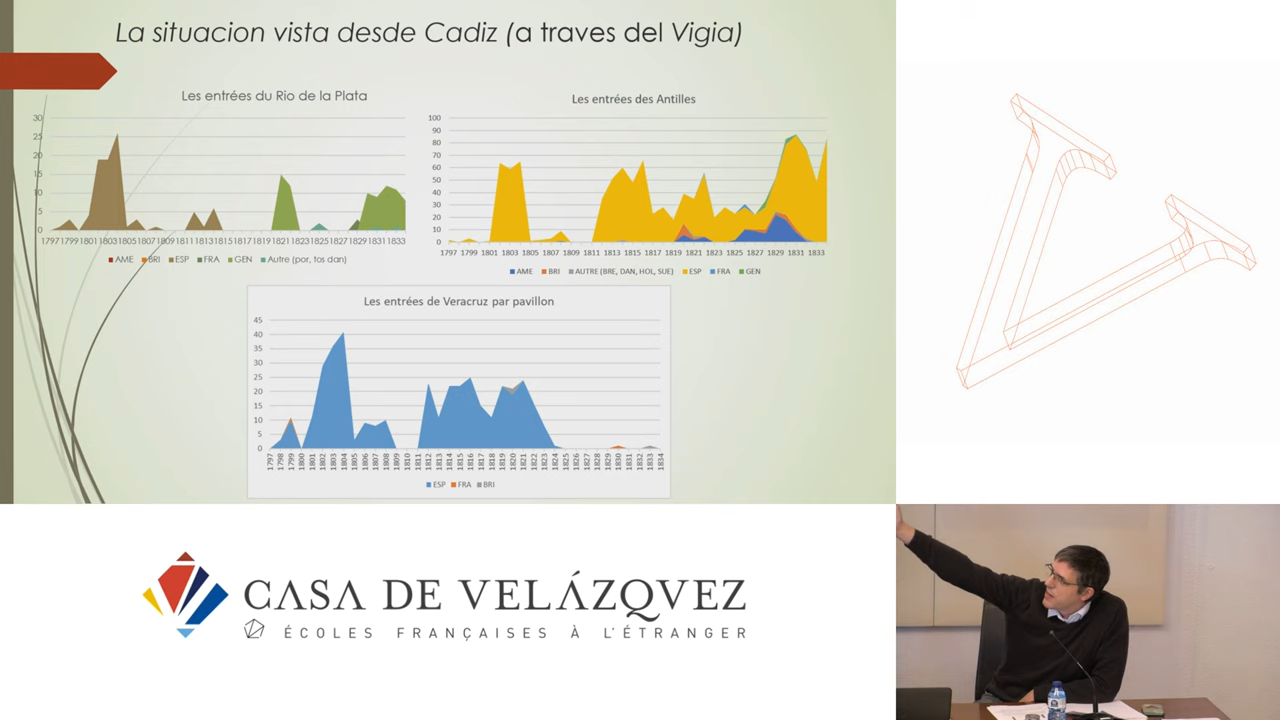 La situacion vista desde Cadiz (a traves del Vigia)
Les entrées du Rio de la Plata
30
25
20
15
10
5
0
1797 1799 1801 1803 1805 1807 1809 1811 1813 1815 1817 1819 1821 1823 1825 1827 1829 1831 1833
AME BRI ESP FRA GEN Autre (por, tos dan)
Les entrées des Antilles
100
90
80
70
60
50
40
30
20
10
0
1797 1799 1801 1803 1805 1807 1809 1811 1813 1815 1817 1819 1821 1823 1825 1827 1829 1831 1833
AME BRI AUTRE (BRE, DAN, HOL, SUE) ESP FRA GEN
Les entrées de Veracruz par pavillon
45
40
35
30
25
20
15
10
5
0
1797 1798 1799 1800 1801 1802 1803 1804 1805 1806 1807 1808 1809 1810 1811 1812 1813 1814 1815 1816 1817 1818 1819 1820 1821 1822 1823 1824 1825 1826 1827 1828 1829 1830 1831 1832 1833 1834
ESP FRA BRI
CASA DE VELÁZQVEZ
ÉCOLES FRANÇAISES À L'ÉTRANGER